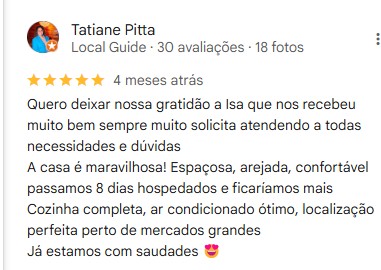 Tatiane Pitta
Local Guide · 30 avaliações · 18 fotos
4 meses atrás
Quero deixar nossa gratidão a Isa que nos recebeu
muito bem sempre muito solicita atendendo a todas
necessidades e dúvidas
A casa é maravilhosa! Espaçosa, arejada, confortável
passamos 8 dias hospedados e ficaríamos mais
Cozinha completa, ar condicionado ótimo, localização
perfeita perto de mercados grandes
Já estamos com saudades 😍